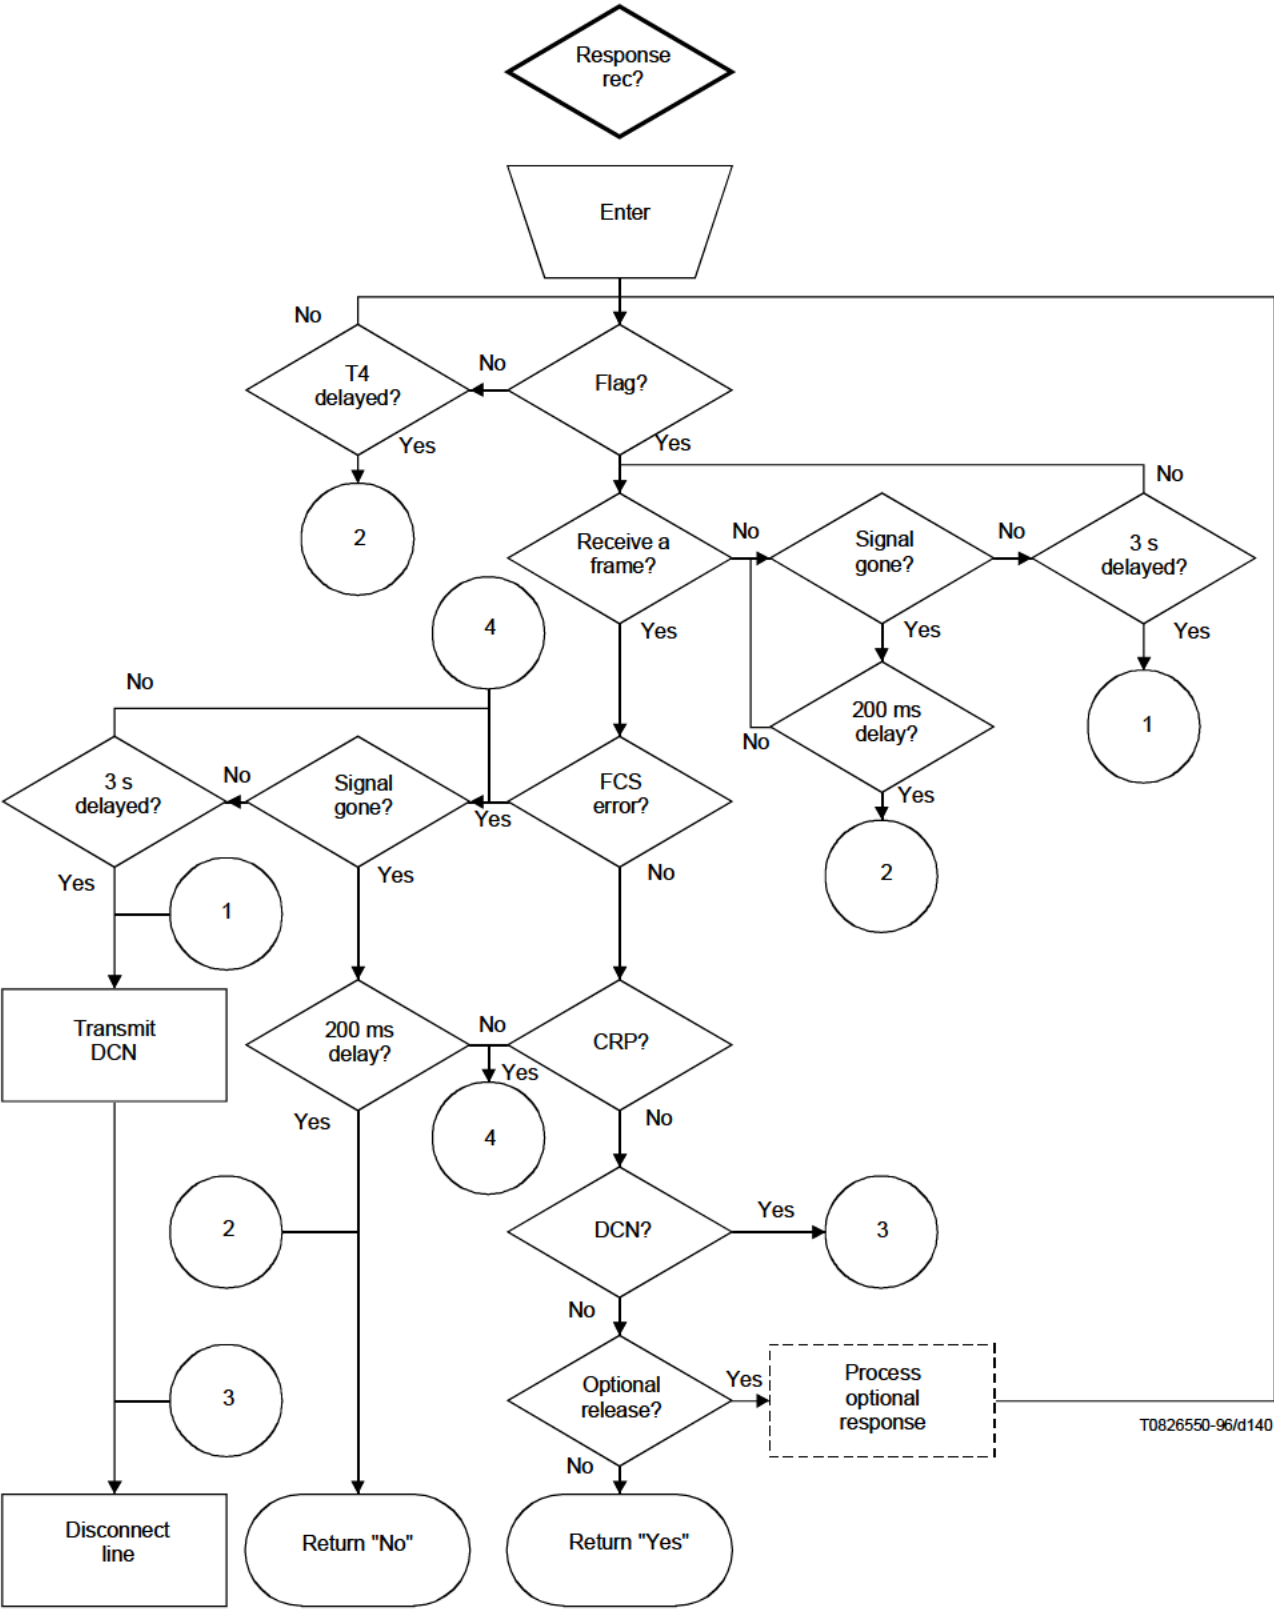 Response
rec?
Enter
No
T4
delayed?
No
Flag?
Yes
Yes
No
2
Receive a
frame?
No
Signal
gone?
No
3 s
delayed?
4
Yes
Yes
Yes
No
200 ms
delay?
1
No
3 s
delayed?
No
Signal
gone?
Yes
FCS
error?
Yes
2
Yes
Yes
No
1
Transmit
DCN
200 ms
delay?
No
CRP?
Yes
Yes
4
No
2
DCN?
Yes
3
No
3
Optional
release?
Yes
Process
optional
response
T0826550-96/d140
No
Disconnect
line
Return "No"
Return "Yes"